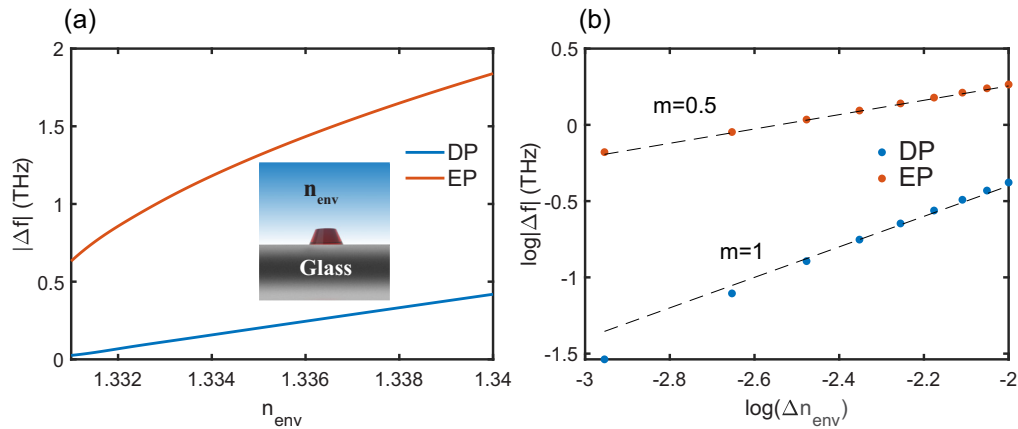 (a)
2
1.5
1
0.5
0
|Δf| (THz)
DP
EP
n_env
Glass
1.332
1.334
1.336
1.338
1.34
n_env
(b)
0.5
0
-0.5
-1
-1.5
log|Δf| (THz)
m=0.5
DP
EP
m=1
-3
-2.8
-2.6
-2.4
-2.2
-2
log(Δn_env)